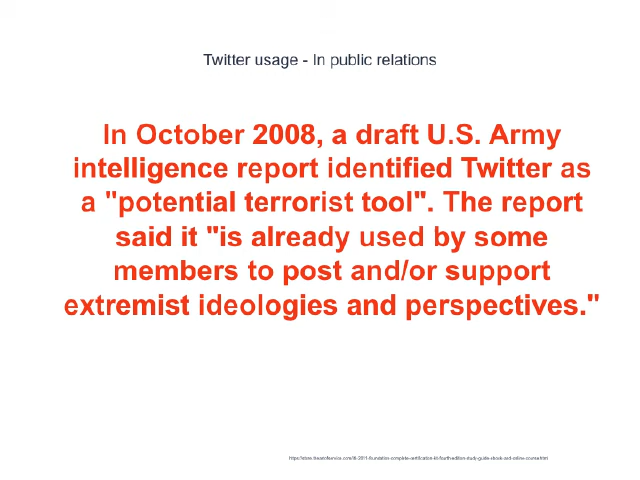 Twitter usage - In public relations
In October 2008, a draft U.S. Army
intelligence report identified Twitter as
a "potential terrorist tool". The report
said it "is already used by some
members to post and/or support
extremist ideologies and perspectives."